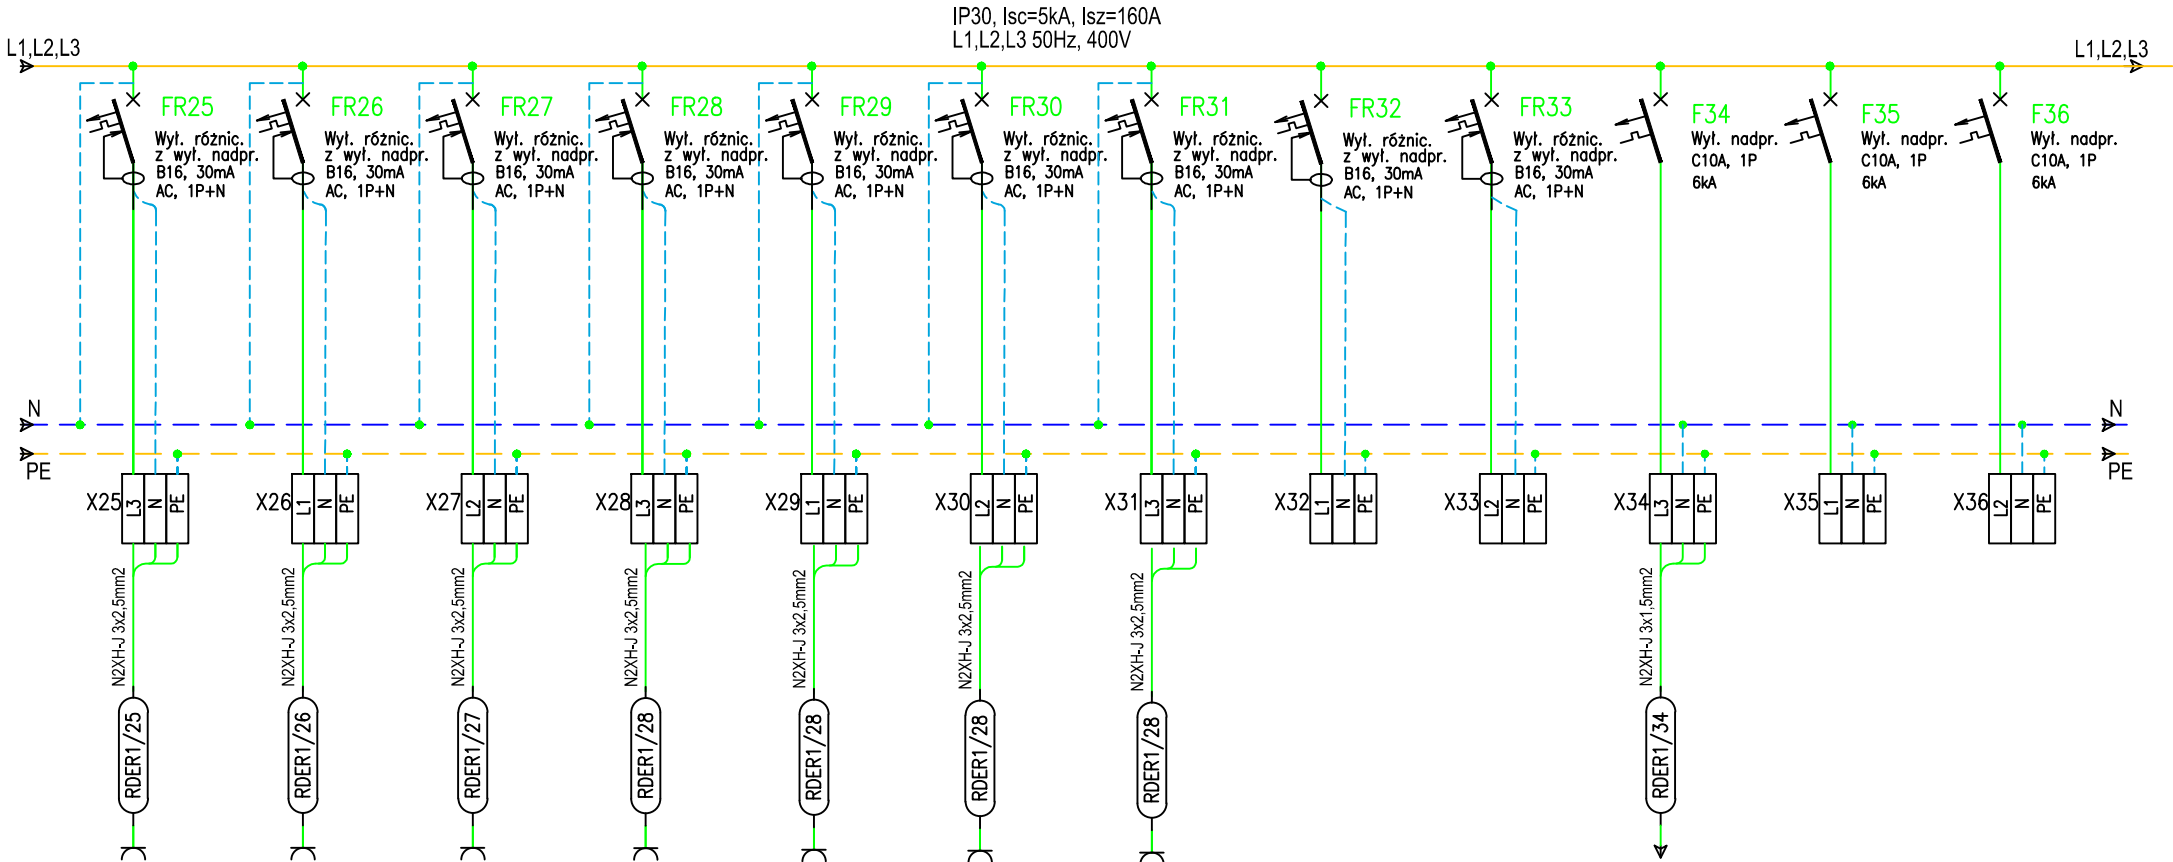 IP30, Isc=5kA, Isz=160A
L1,L2,L3 50Hz, 400V
L1,L2,L3
L1,L2,L3
FR25
Wył. różnic.
z wył. nadpr.
B16, 30mA
AC, 1P+N
FR26
Wył. różnic.
z wył. nadpr.
B16, 30mA
AC, 1P+N
FR27
Wył. różnic.
z wył. nadpr.
B16, 30mA
AC, 1P+N
FR28
Wył. różnic.
z wył. nadpr.
B16, 30mA
AC, 1P+N
FR29
Wył. różnic.
z wył. nadpr.
B16, 30mA
AC, 1P+N
FR30
Wył. różnic.
z wył. nadpr.
B16, 30mA
AC, 1P+N
FR31
Wył. różnic.
z wył. nadpr.
B16, 30mA
AC, 1P+N
FR32
Wył. różnic.
z wył. nadpr.
B16, 30mA
AC, 1P+N
FR33
Wył. różnic.
z wył. nadpr.
B16, 30mA
AC, 1P+N
F34
Wył. nadpr.
C10A, 1P
6kA
F35
Wył. nadpr.
C10A, 1P
6kA
F36
Wył. nadpr.
C10A, 1P
6kA
N
N
PE
PE
X25 L3 N PE
X26 L1 N PE
X27 L2 N PE
X28 L3 N PE
X29 L1 N PE
X30 L2 N PE
X31 L3 N PE
X32 L1 N PE
X33 L2 N PE
X34 L3 N PE
X35 L1 N PE
X36 L2 N PE
N2XH-J 3x2,5mm2
N2XH-J 3x2,5mm2
N2XH-J 3x2,5mm2
N2XH-J 3x2,5mm2
N2XH-J 3x2,5mm2
N2XH-J 3x2,5mm2
N2XH-J 3x2,5mm2
N2XH-J 3x1,5mm2
RDER1/25
RDER1/26
RDER1/27
RDER1/28
RDER1/28
RDER1/28
RDER1/28
RDER1/34